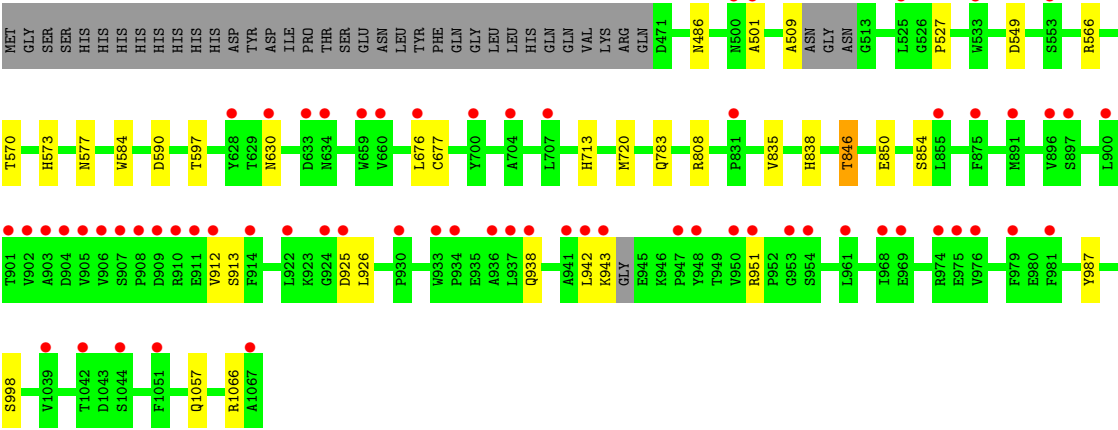 MET GLY SER SER HIS HIS HIS HIS HIS HIS HIS HIS HIS HIS ASP TYR ASP ILE PRO THR SER GLU ASN LEU TYR PHE GLN GLY LEU LEU HIS GLN GLN VAL LYS ARG GLN D471 N486 N500 A501 A509 ASN GLY ASN G513 L525 G526 P527 W533 S553 D549 R566
T570 H573 N577 W584 D590 T597 Y628 T629 N630 D633 N634 W659 V660 L676 C677 Y700 A704 L707 H713 M720 Q783 R808 P831 V835 H838 T846 E850 S854 L855 F875 M891 V896 S897 L900
T901 V902 A903 D904 V905 V906 S907 P908 D909 R910 E911 V912 S913 F914 L922 K923 G924 D925 L926 P930 W933 P934 E935 A936 L937 Q938 A941 L942 K943 GLY E945 K946 P947 Y948 T949 V950 R951 P952 G953 S954 L961 I968 E969 R974 E975 V976 F979 E980 F981 Y987
S998 V1039 T1042 D1043 S1044 F1051 Q1057 R1066 A1067